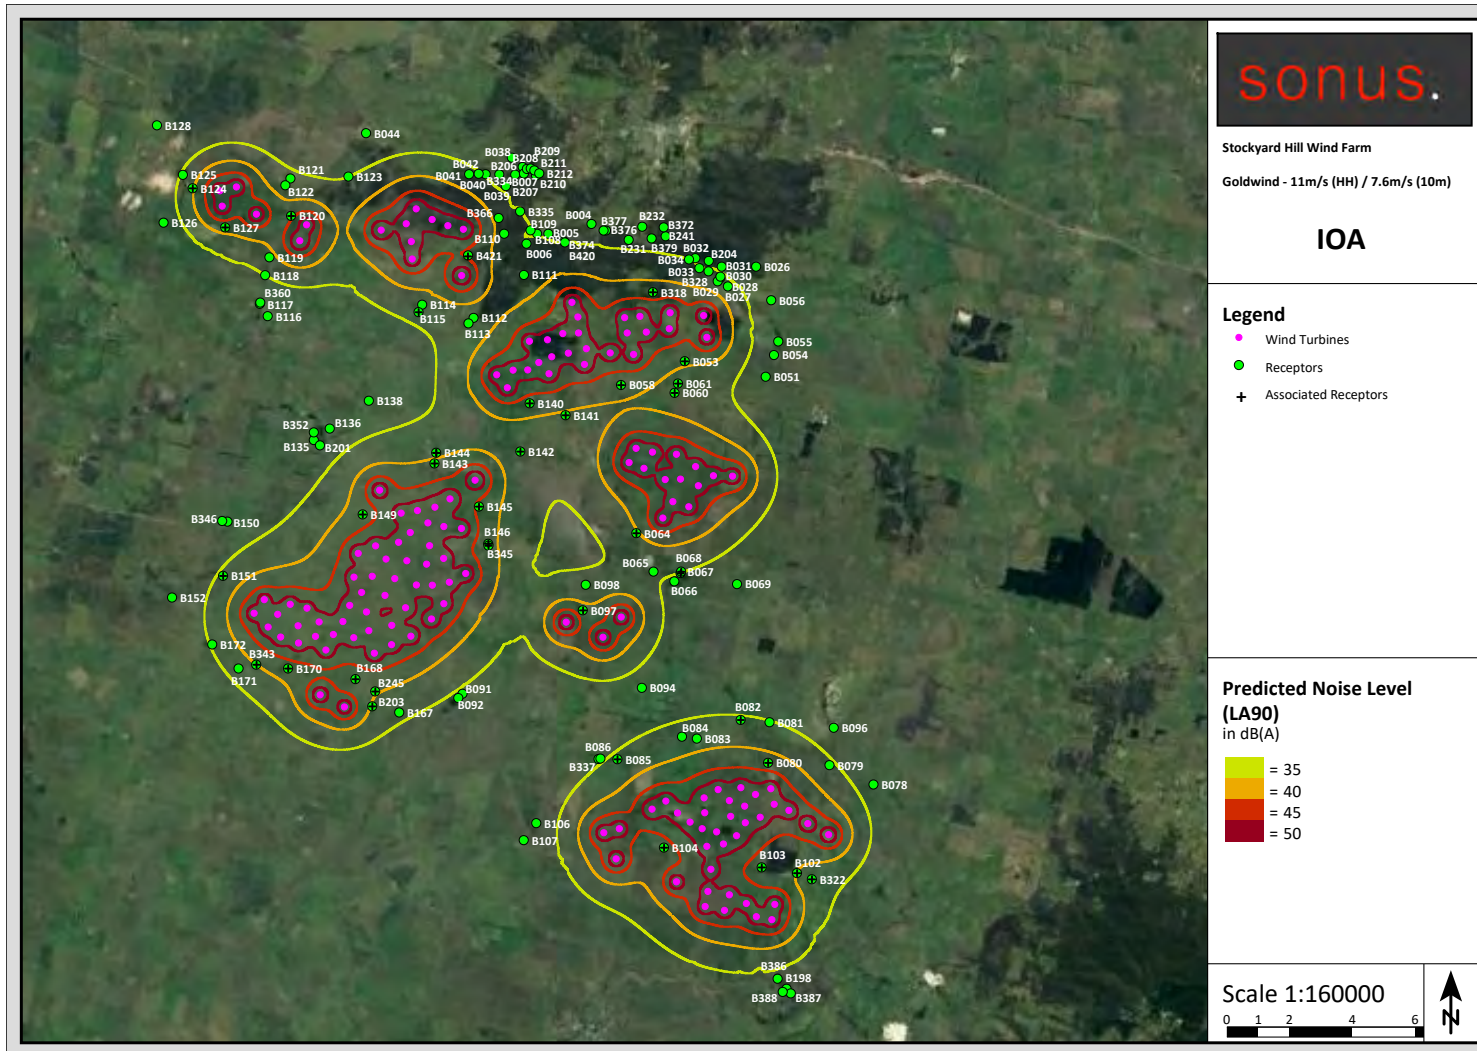 sonus.
Stockyard Hill Wind Farm
Goldwind - 11m/s (HH) / 7.6m/s (10m)
IOA
Legend
Wind Turbines
Receptors
Associated Receptors
Predicted Noise Level
(LA90)
in dB(A)
= 35
= 40
= 45
= 50
Scale 1:160000
0 1 2 4 6
N
B128
B044
B125
B124
B121
B122
B123
B126
B127
B120
B119
B118
B360
B117
B116
B042
B041
B040
B038
B208
B209
B206
B211
B212
B334
B007
B210
B207
B039
B366
B335
B110
B109
B005
B108
B374
B006
B420
B004
B377
B232
B372
B231
B379
B241
B421
B111
B114
B115
B112
B113
B032
B204
B034
B031
B033
B030
B026
B328
B028
B029
B027
B318
B056
B055
B054
B051
B053
B058
B061
B060
B140
B141
B138
B352
B136
B135
B201
B144
B143
B142
B346
B150
B149
B145
B146
B345
B064
B151
B152
B065
B068
B067
B066
B069
B098
B097
B172
B343
B171
B170
B168
B245
B203
B167
B091
B092
B094
B082
B081
B096
B084
B083
B086
B085
B337
B080
B079
B078
B106
B107
B104
B103
B102
B322
B386
B198
B388
B387